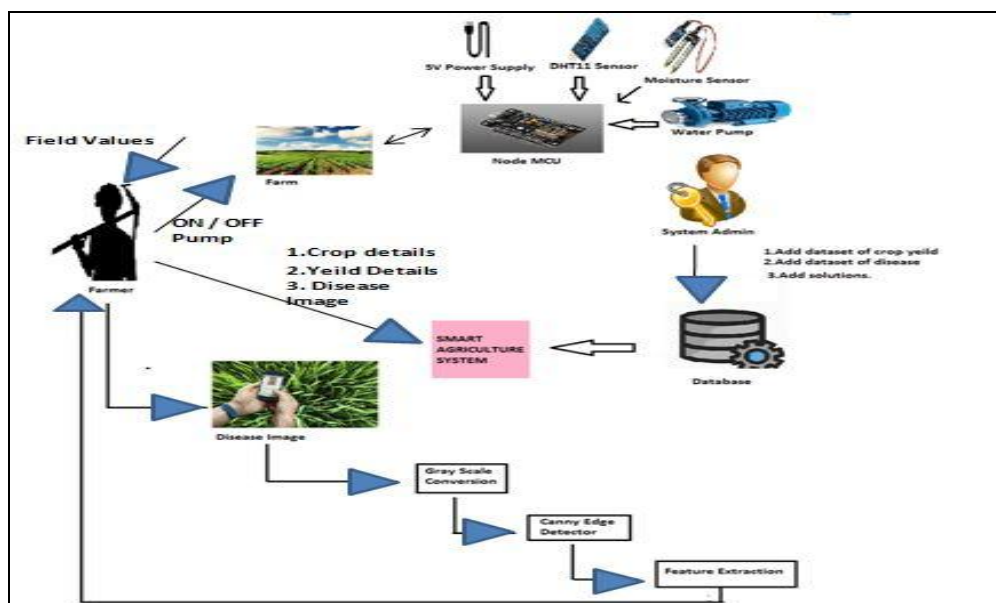 5V Power Supply
DHT11 Sensor
Moisture Sensor
Water Pump
Node MCU
Field Values
Farm
ON / OFF
Pump
Farmer
System Admin
1.Crop details
2.Yeild Details
3. Disease
Image
1.Add dataset of crop yeild
2.Add dataset of disease
3.Add solutions.
SMART
AGRICULTURE
SYSTEM
Database
Disease Image
Gray Scale
Conversion
Canny Edge
Detector
Feature Extraction